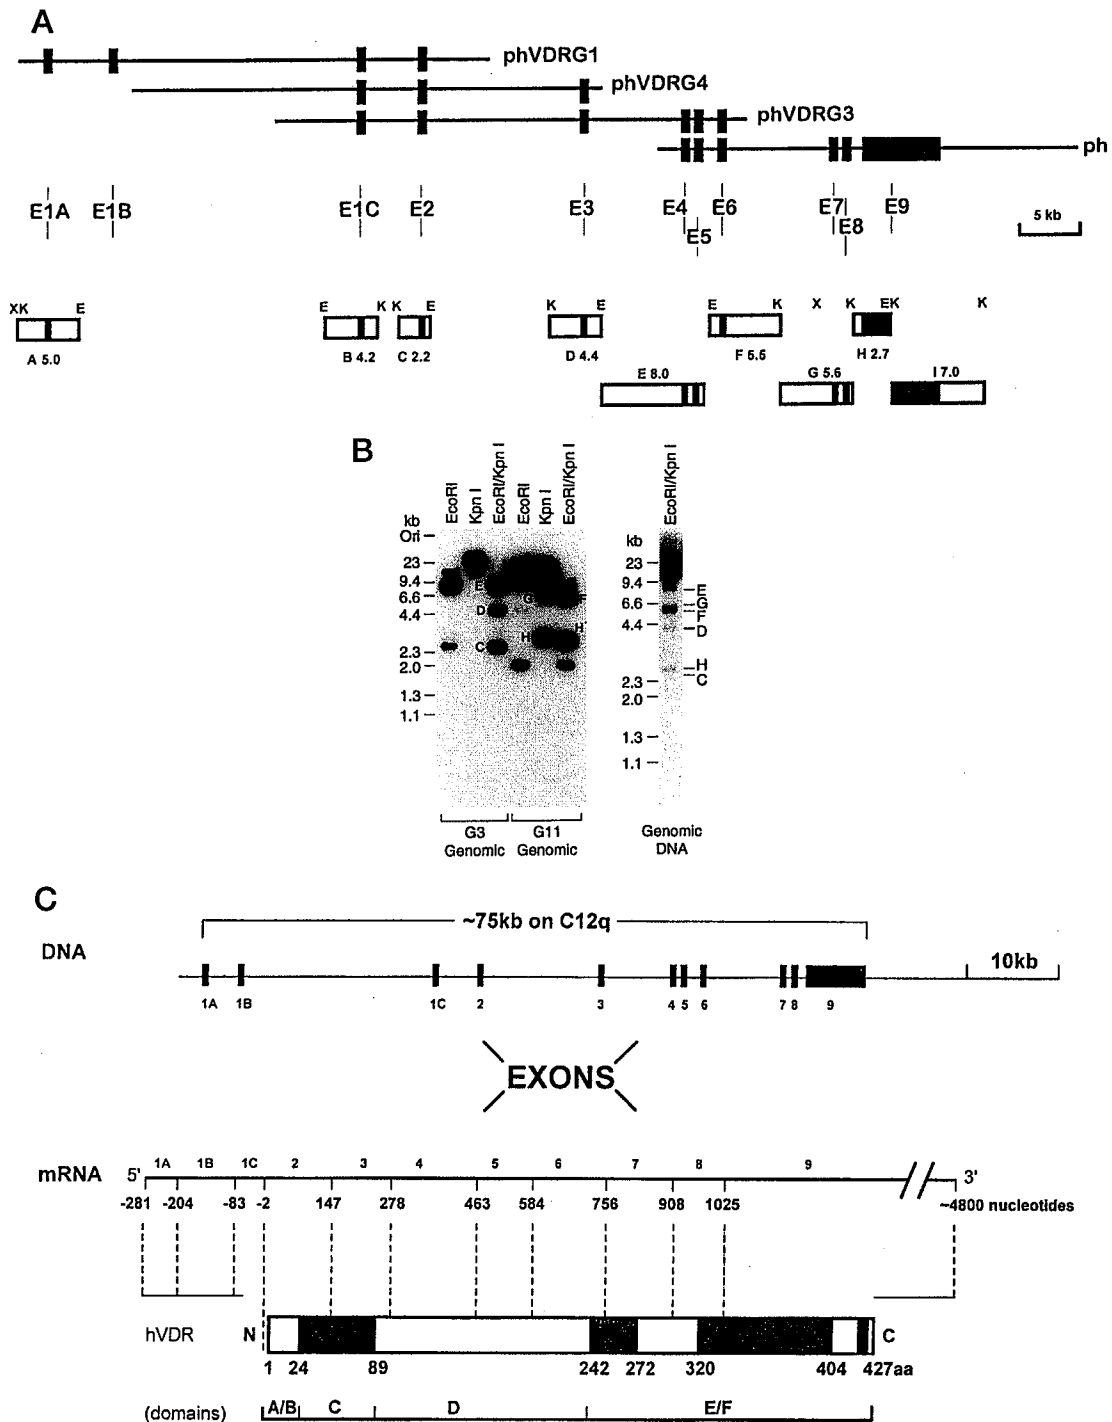 A
phVDRG1
phVDRG4
phVDRG3
ph
E1A E1B E1C E2 E3 E4 E5 E6 E7 E8 E9
5 kb
XK E E K K E K E E K X K EK K
A 5.0 B 4.2 C 2.2 D 4.4 F 5.5 H 2.7
E 8.0 G 5.6 I 7.0
B
EcoRI Kpn I EcoRI/Kpn I EcoRI Kpn I EcoRI/Kpn I
kb
Ori
23
9.4
6.6
4.4
2.3
2.0
1.3
1.1
E
D
C
G
F
H
H
G3 Genomic
G11 Genomic
EcoRI/Kpn I
kb
23
9.4
6.6
4.4
2.3
2.0
1.3
1.1
E
G
F
D
H
C
Genomic
DNA
C
~75kb on C12q
DNA
10kb
1A 1B 1C 2 3 4 5 6 7 8 9
EXONS
1A 1B 1C 2 3 4 5 6 7 8 9
mRNA 5' 3'
-281 -204 -83 -2 147 278 463 584 756 908 1025 ~4800 nucleotides
hVDR N C
1 24 89 242 272 320 404 427aa
(domains) A/B C D E/F